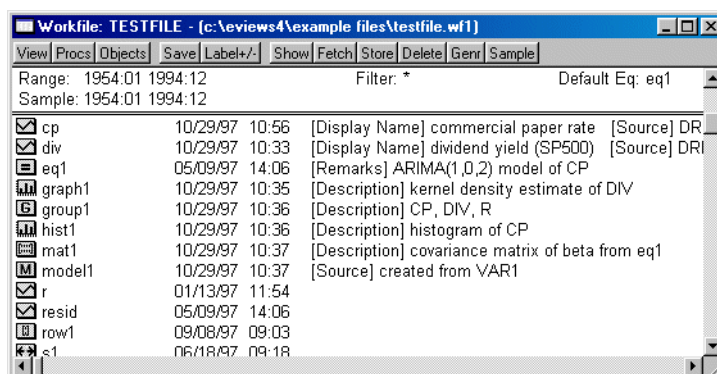 Workfile: TESTFILE - (c:\eviews4\example files\testfile.wf1)
View Procs Objects Save Label+/- Show Fetch Store Delete Genr Sample
Range: 1954:01 1994:12 Filter: * Default Eq: eq1
Sample: 1954:01 1994:12
cp 10/29/97 10:56 [Display Name] commercial paper rate [Source] DR
div 10/29/97 10:33 [Display Name] dividend yield (SP500) [Source] DRI
eq1 05/09/97 14:06 [Remarks] ARIMA(1,0,2) model of CP
graph1 10/29/97 10:35 [Description] kernel density estimate of DIV
G group1 10/29/97 10:36 [Description] CP, DIV, R
hist1 10/29/97 10:36 [Description] histogram of CP
mat1 10/29/97 10:37 [Description] covariance matrix of beta from eq1
M model1 10/29/97 10:37 [Source] created from VAR1
r 01/13/97 11:54
resid 05/09/97 14:06
row1 09/08/97 09:03
s1 06/18/97 09:18